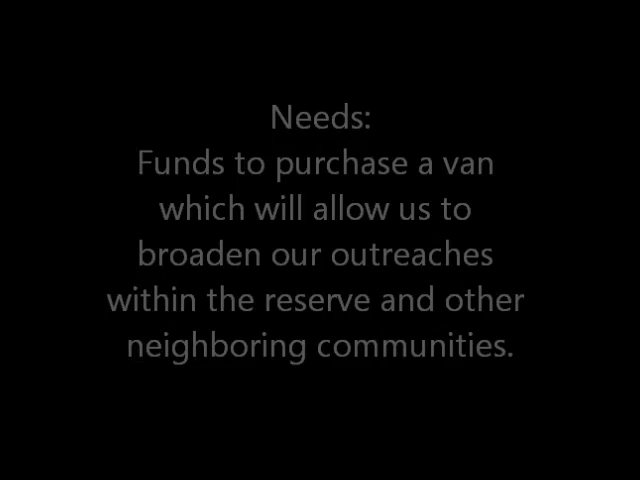 Needs:
Funds to purchase a van
which will allow us to
broaden our outreaches
within the reserve and other
neighboring communities.